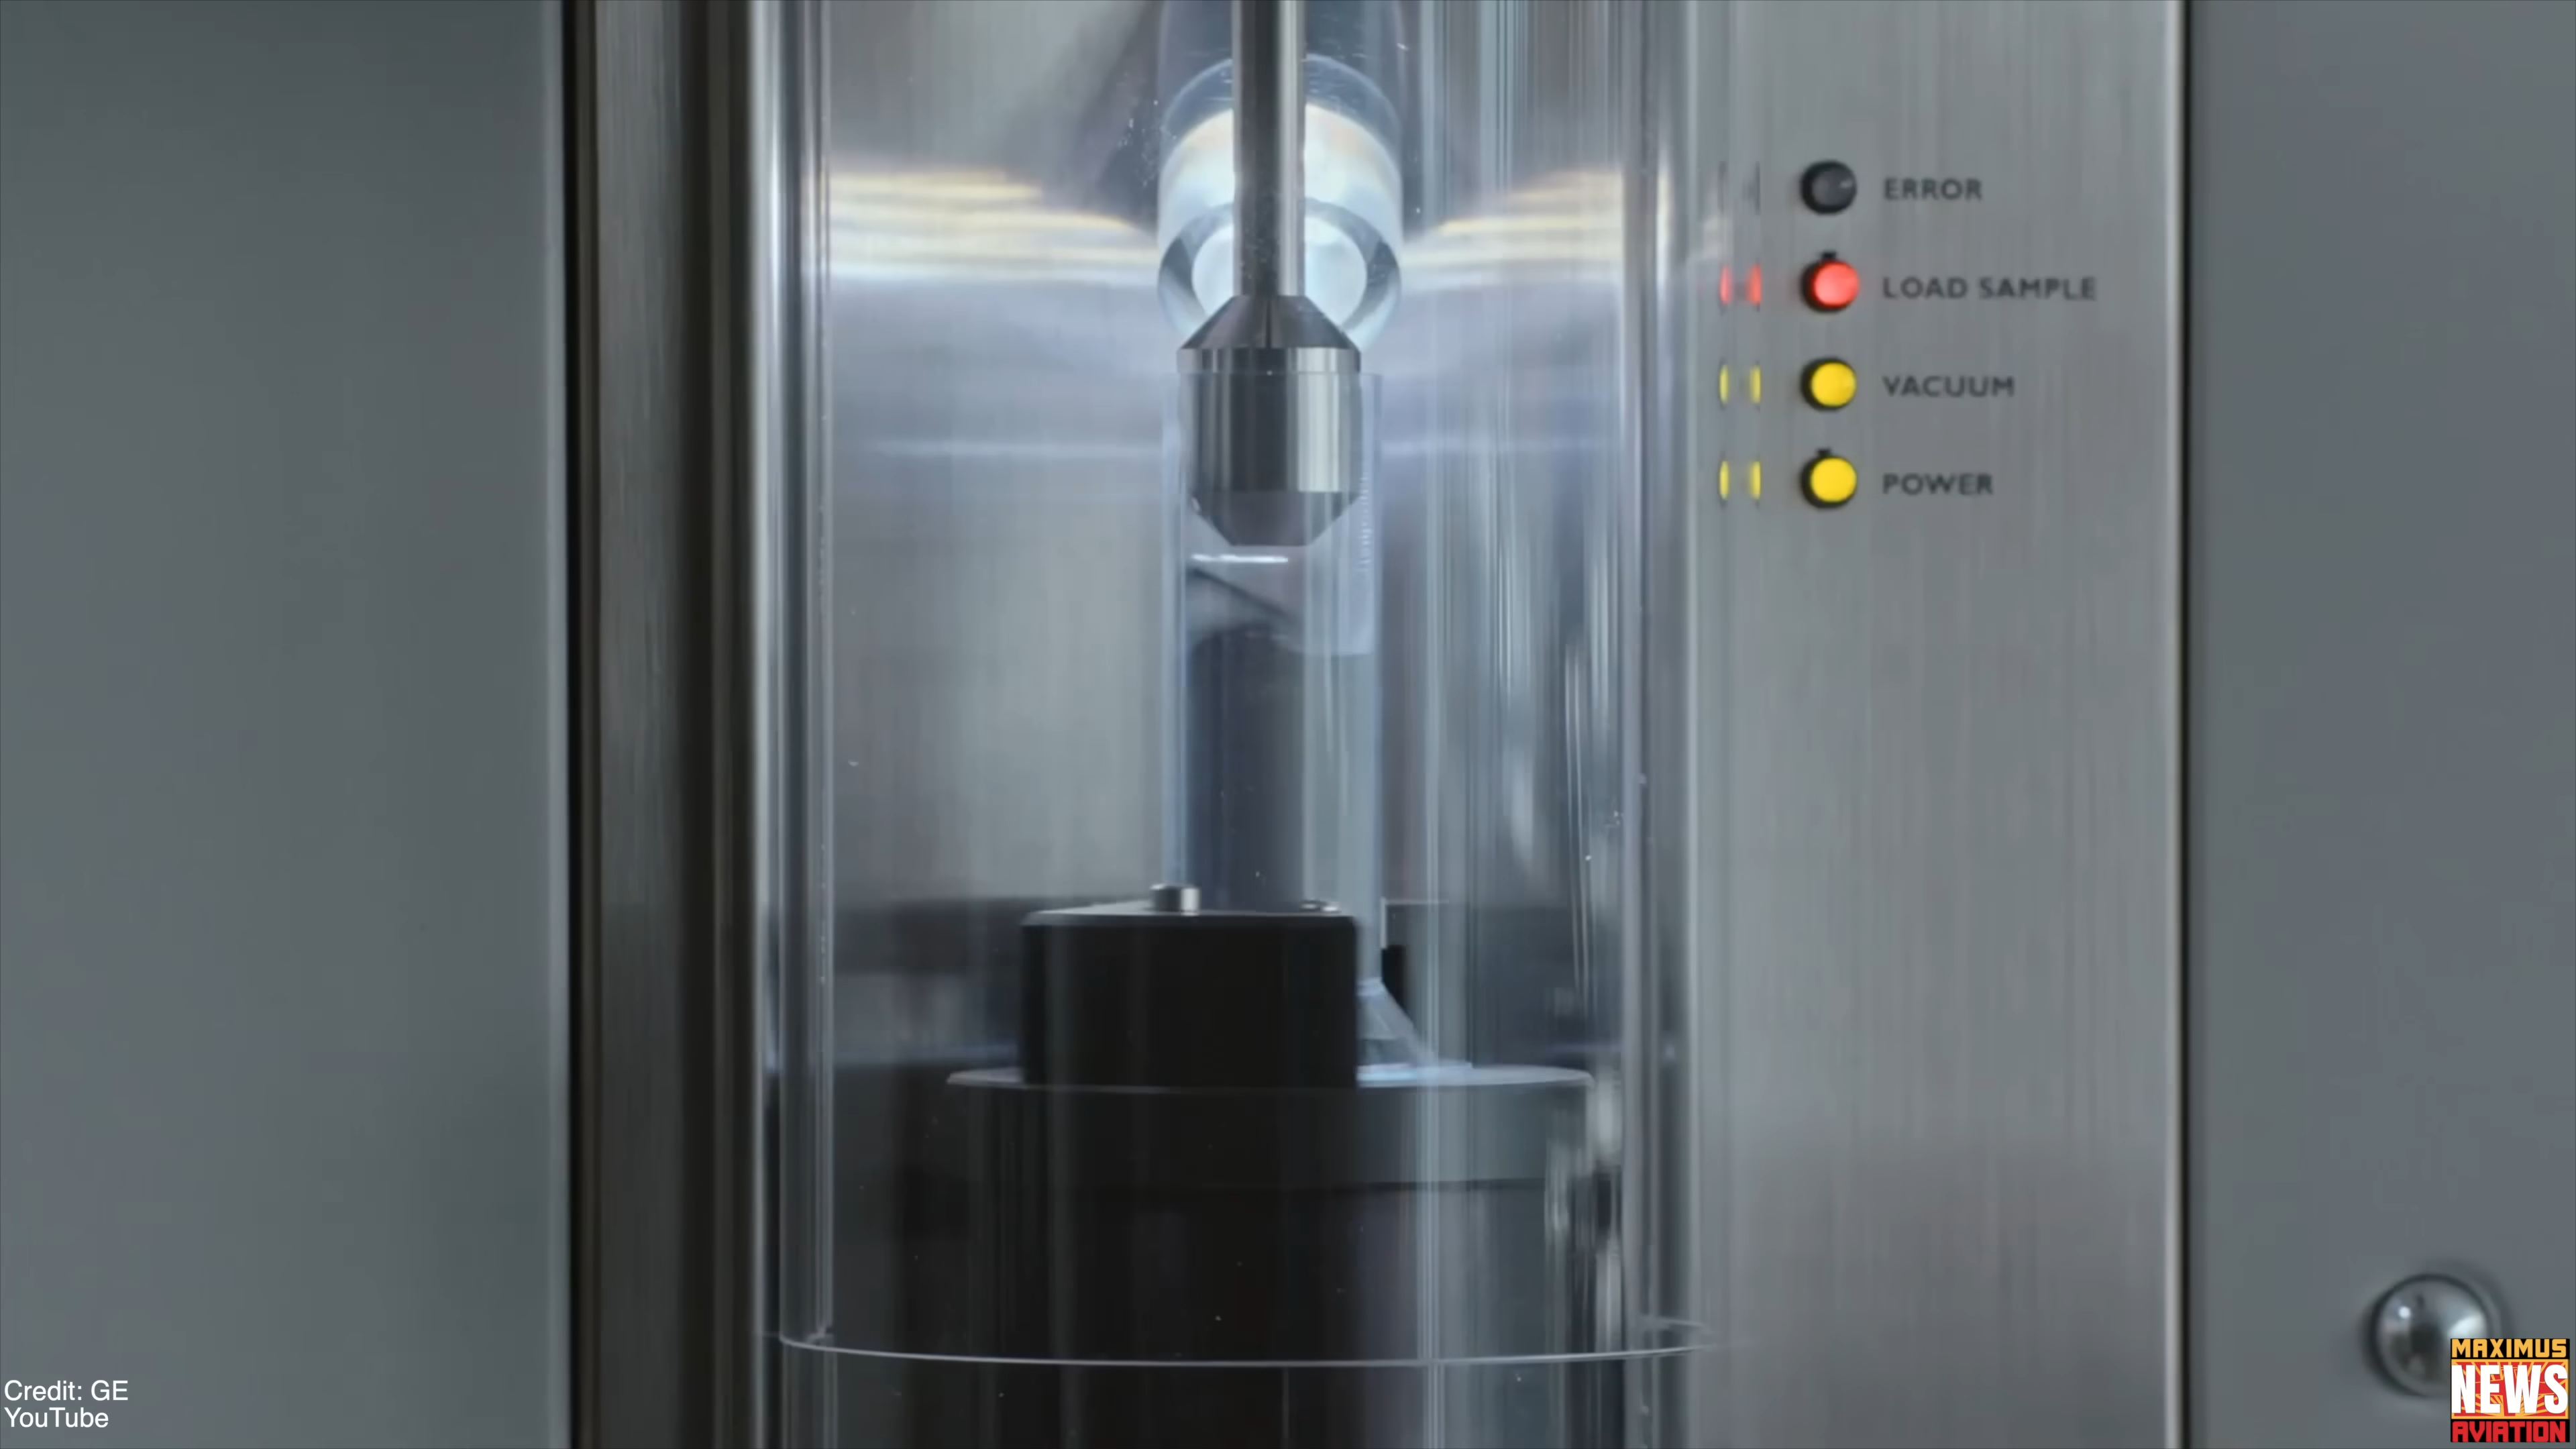 ERROR
LOAD SAMPLE
VACUUM
POWER
Credit: GE
YouTube
MAXIMUS
NEWS
AVIATION